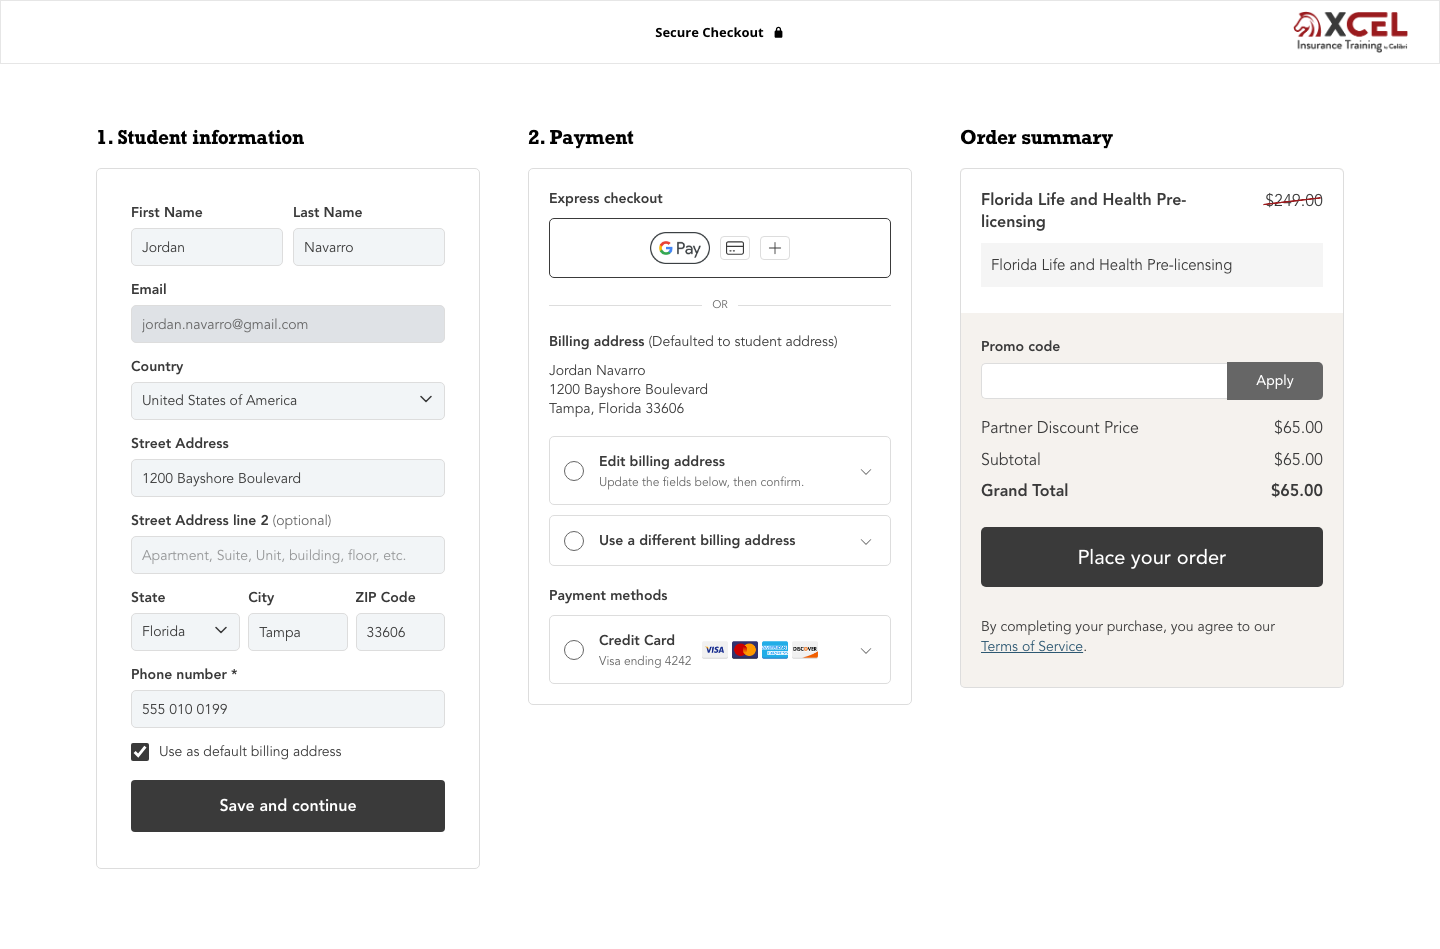 Secure Checkout
XCEL
Insurance Training by Colibri
1. Student information
First Name
Last Name
Jordan
Navarro
Email
jordan.navarro@gmail.com
Country
United States of America
Street Address
1200 Bayshore Boulevard
Street Address line 2 (optional)
Apartment, Suite, Unit, building, floor, etc.
State
City
ZIP Code
Florida
Tampa
33606
Phone number *
555 010 0199
Use as default billing address
Save and continue
2. Payment
Express checkout
G Pay
OR
Billing address (Defaulted to student address)
Jordan Navarro
1200 Bayshore Boulevard
Tampa, Florida 33606
Edit billing address
Update the fields below, then confirm.
Use a different billing address
Payment methods
Credit Card
Visa ending 4242
VISA
DISCOVER
Order summary
Florida Life and Health Pre-
licensing
$249.00
Florida Life and Health Pre-licensing
Promo code
Apply
Partner Discount Price
$65.00
Subtotal
$65.00
Grand Total
$65.00
Place your order
By completing your purchase, you agree to our
Terms of Service.